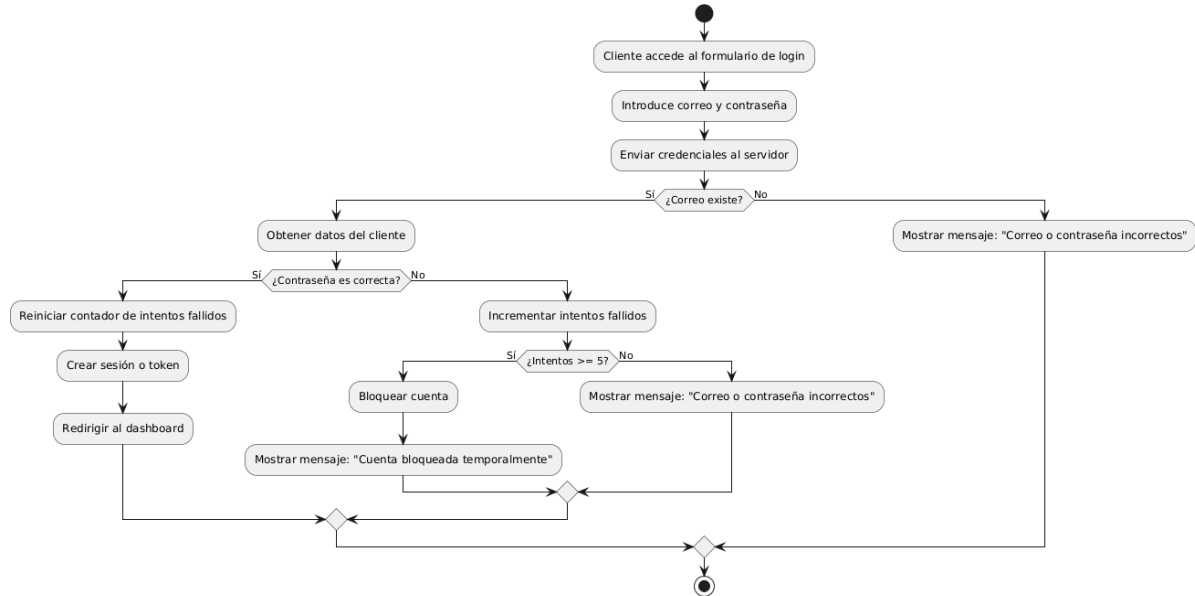 Cliente accede al formulario de login
Introduce correo y contraseña
Enviar credenciales al servidor
Sí
¿Correo existe?
No
Obtener datos del cliente
Mostrar mensaje: "Correo o contraseña incorrectos"
Sí
¿Contraseña es correcta?
No
Reiniciar contador de intentos fallidos
Incrementar intentos fallidos
Crear sesión o token
Sí
¿Intentos >= 5?
No
Redirigir al dashboard
Bloquear cuenta
Mostrar mensaje: "Correo o contraseña incorrectos"
Mostrar mensaje: "Cuenta bloqueada temporalmente"